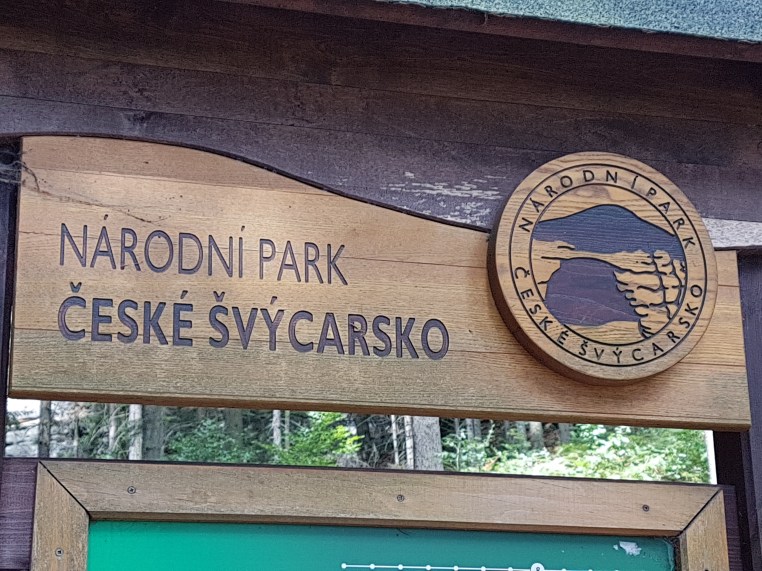 NÁRODNÍ PARK
ČESKÉ ŠVÝCARSKO
NÁRODNÍ PARK
ČESKÉ ŠVÝCARSKO